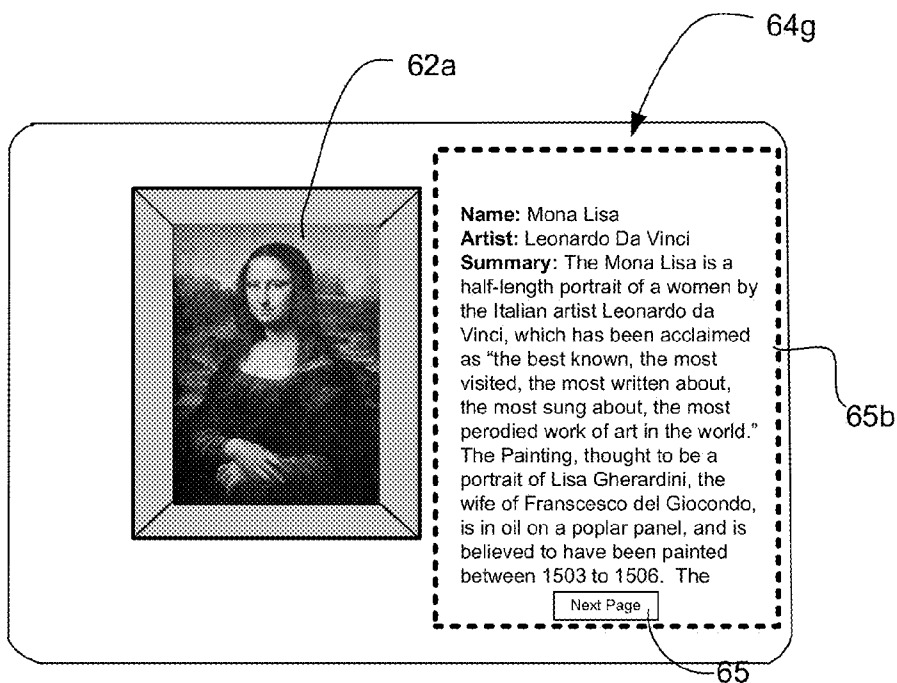 64g
62a
Name: Mona Lisa
Artist: Leonardo Da Vinci
Summary: The Mona Lisa is a
half-length portrait of a women by
the Italian artist Leonardo da
Vinci, which has been acclaimed
as “the best known, the most
visited, the most written about,
the most sung about, the most
perodied work of art in the world.”
The Painting, thought to be a
portrait of Lisa Gherardini, the
wife of Franscesco del Giocondo,
is in oil on a poplar panel, and is
believed to have been painted
between 1503 to 1506. The
Next Page
65b
65